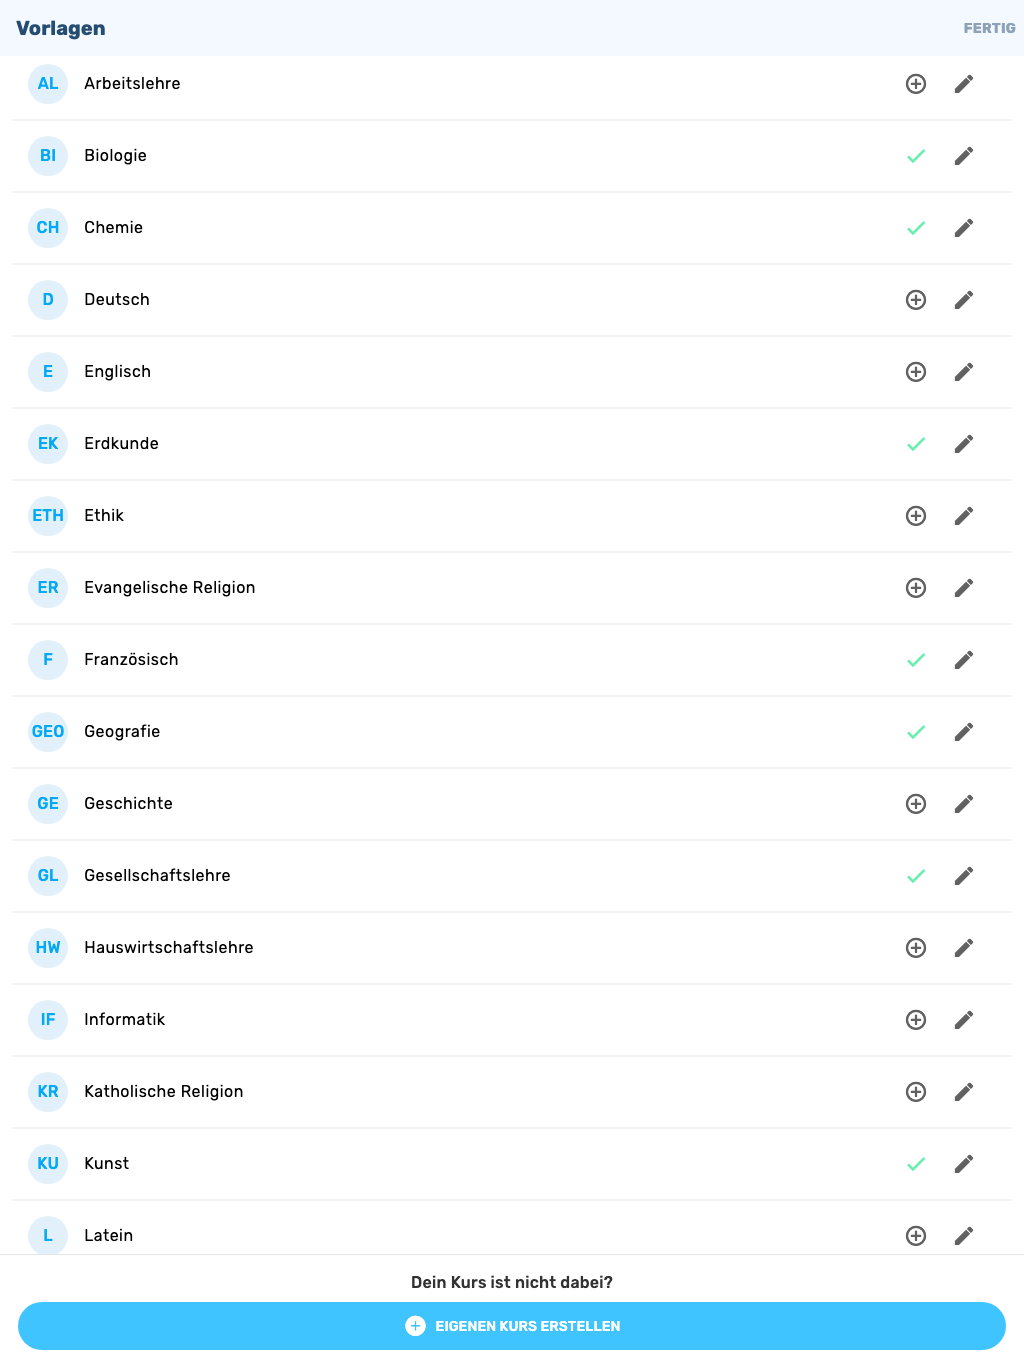 Vorlagen FERTIG
AL Arbeitslehre
BI Biologie
CH Chemie
D Deutsch
E Englisch
EK Erdkunde
ETH Ethik
ER Evangelische Religion
F Französisch
GEO Geografie
GE Geschichte
GL Gesellschaftslehre
HW Hauswirtschaftslehre
IF Informatik
KR Katholische Religion
KU Kunst
L Latein
Dein Kurs ist nicht dabei?
EIGENEN KURS ERSTELLEN